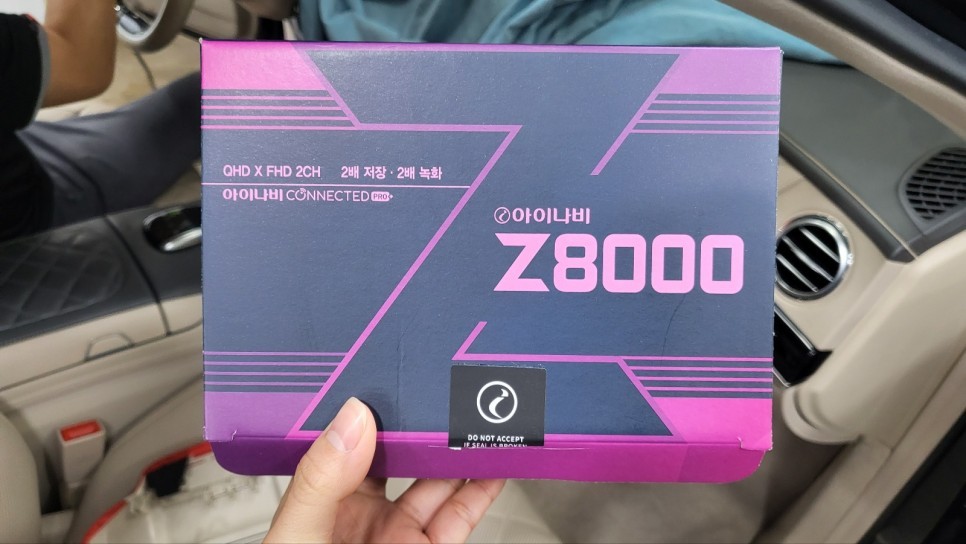 QHD X FHD 2CH 2배 저장 · 2배 녹화
아이나비 CONNECTED PRO+
아이나비
Z8000
DO NOT ACCEPT
IF SEAL IS BROKEN